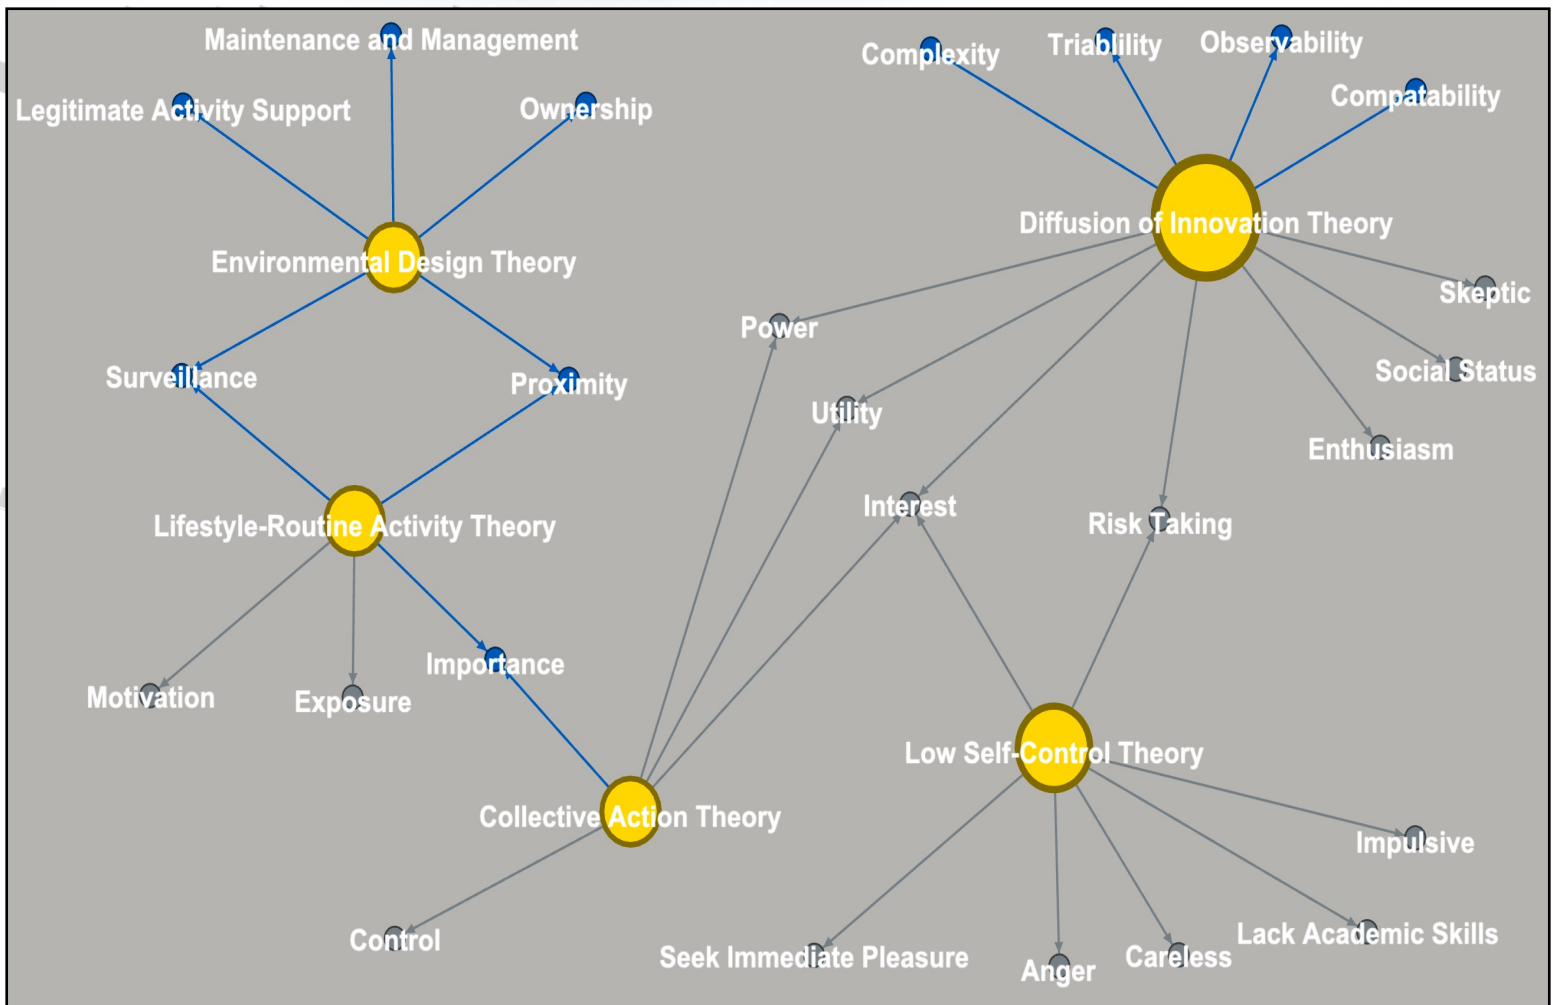 Maintenance and Management
Complexity
Triablility
Observability
Legitimate Activity Support
Ownership
Compatability
Diffusion of Innovation Theory
Environmental Design Theory
Skeptic
Power
Surveillance
Proximity
Social Status
Utility
Enthusiasm
Interest
Risk Taking
Lifestyle-Routine Activity Theory
Importance
Motivation
Exposure
Low Self-Control Theory
Collective Action Theory
Impulsive
Control
Lack Academic Skills
Seek Immediate Pleasure
Anger
Careless